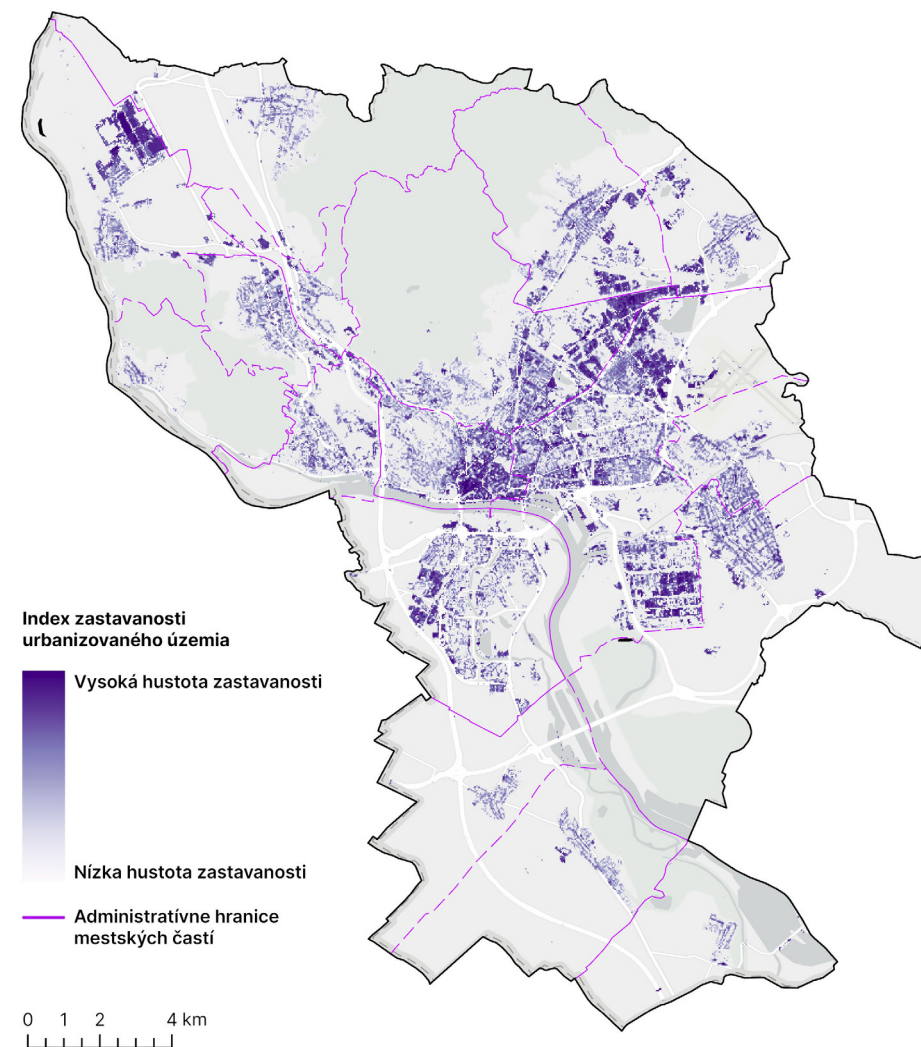 Index zastavanosti
urbanizovaného územia
Vysoká hustota zastavanosti
Nízka hustota zastavanosti
Administratívne hranice
mestských častí
0 1 2 4 km